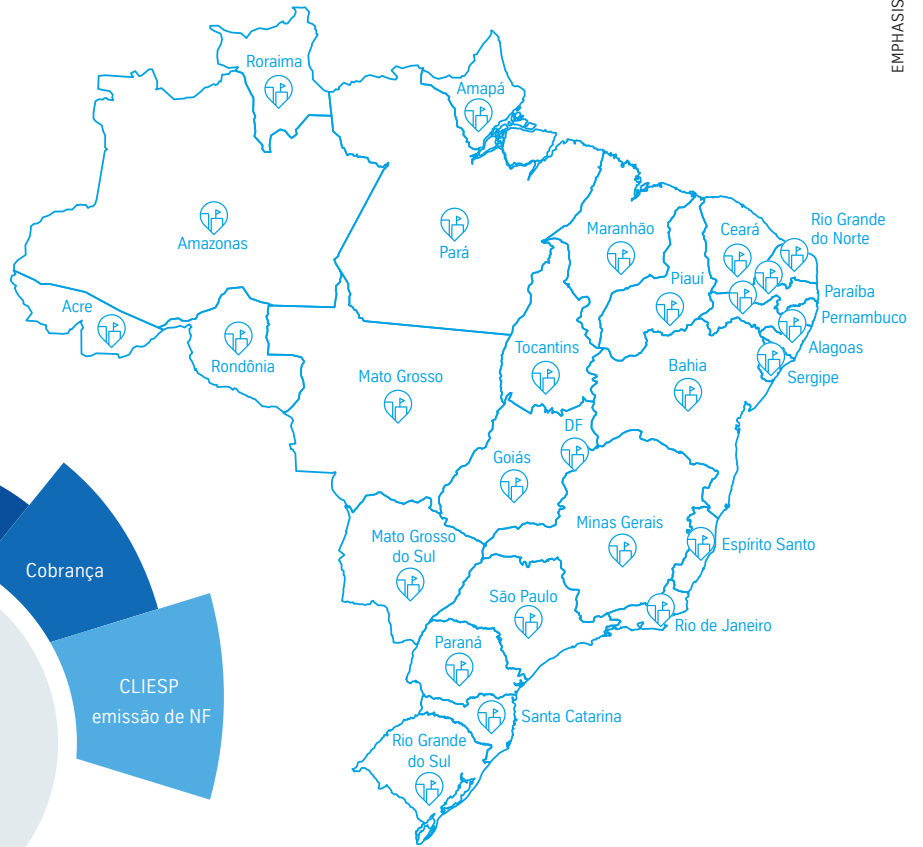 EMPHASIS
Roraima
Amapá
Amazonas
Pará
Maranhão
Ceará
Rio Grande
do Norte
Piauí
Paraíba
Pernambuco
Alagoas
Sergipe
Acre
Rondônia
Tocantins
Bahia
Mato Grosso
DF
Goiás
Minas Gerais
Mato Grosso
do Sul
Espírito Santo
São Paulo
Rio de Janeiro
Paraná
Santa Catarina
Rio Grande
do Sul
Cobrança
CLIESP
emissão de NF